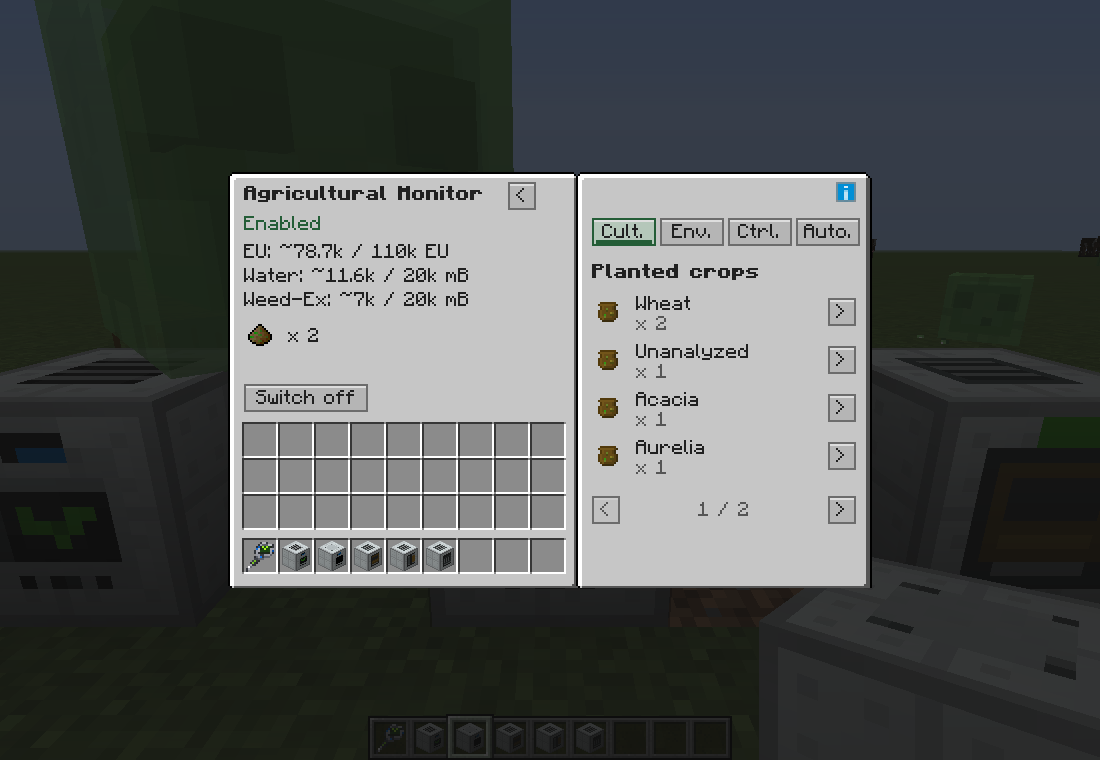 Agricultural Monitor
<
Enabled
EU: ~78.7k / 110k EU
Water: ~11.6k / 20k mB
Weed-Ex: ~7k / 20k mB
x 2
Switch off
i
Cult. Env. Ctrl. Auto.
Planted crops
Wheat
x 2
>
Unanalyzed
x 1
>
Acacia
x 1
>
Aurelia
x 1
>
< 1 / 2 >